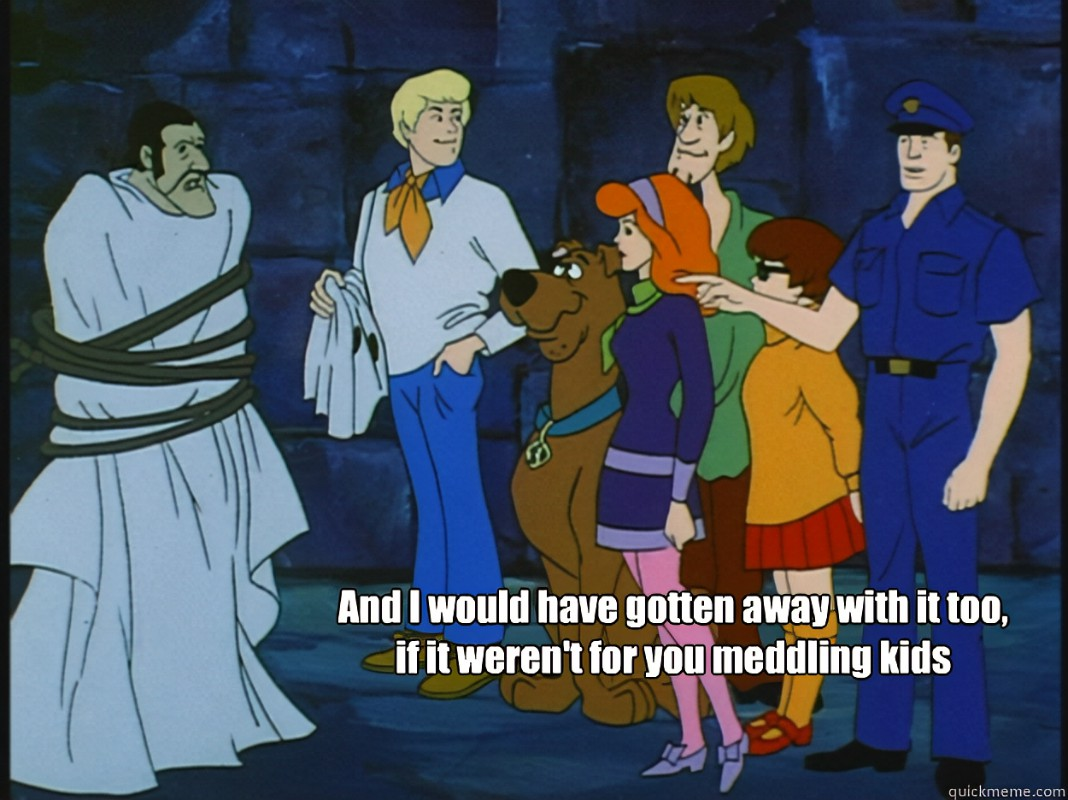 And I would have gotten away with it too,
if it weren't for you meddling kids
quickmeme.com